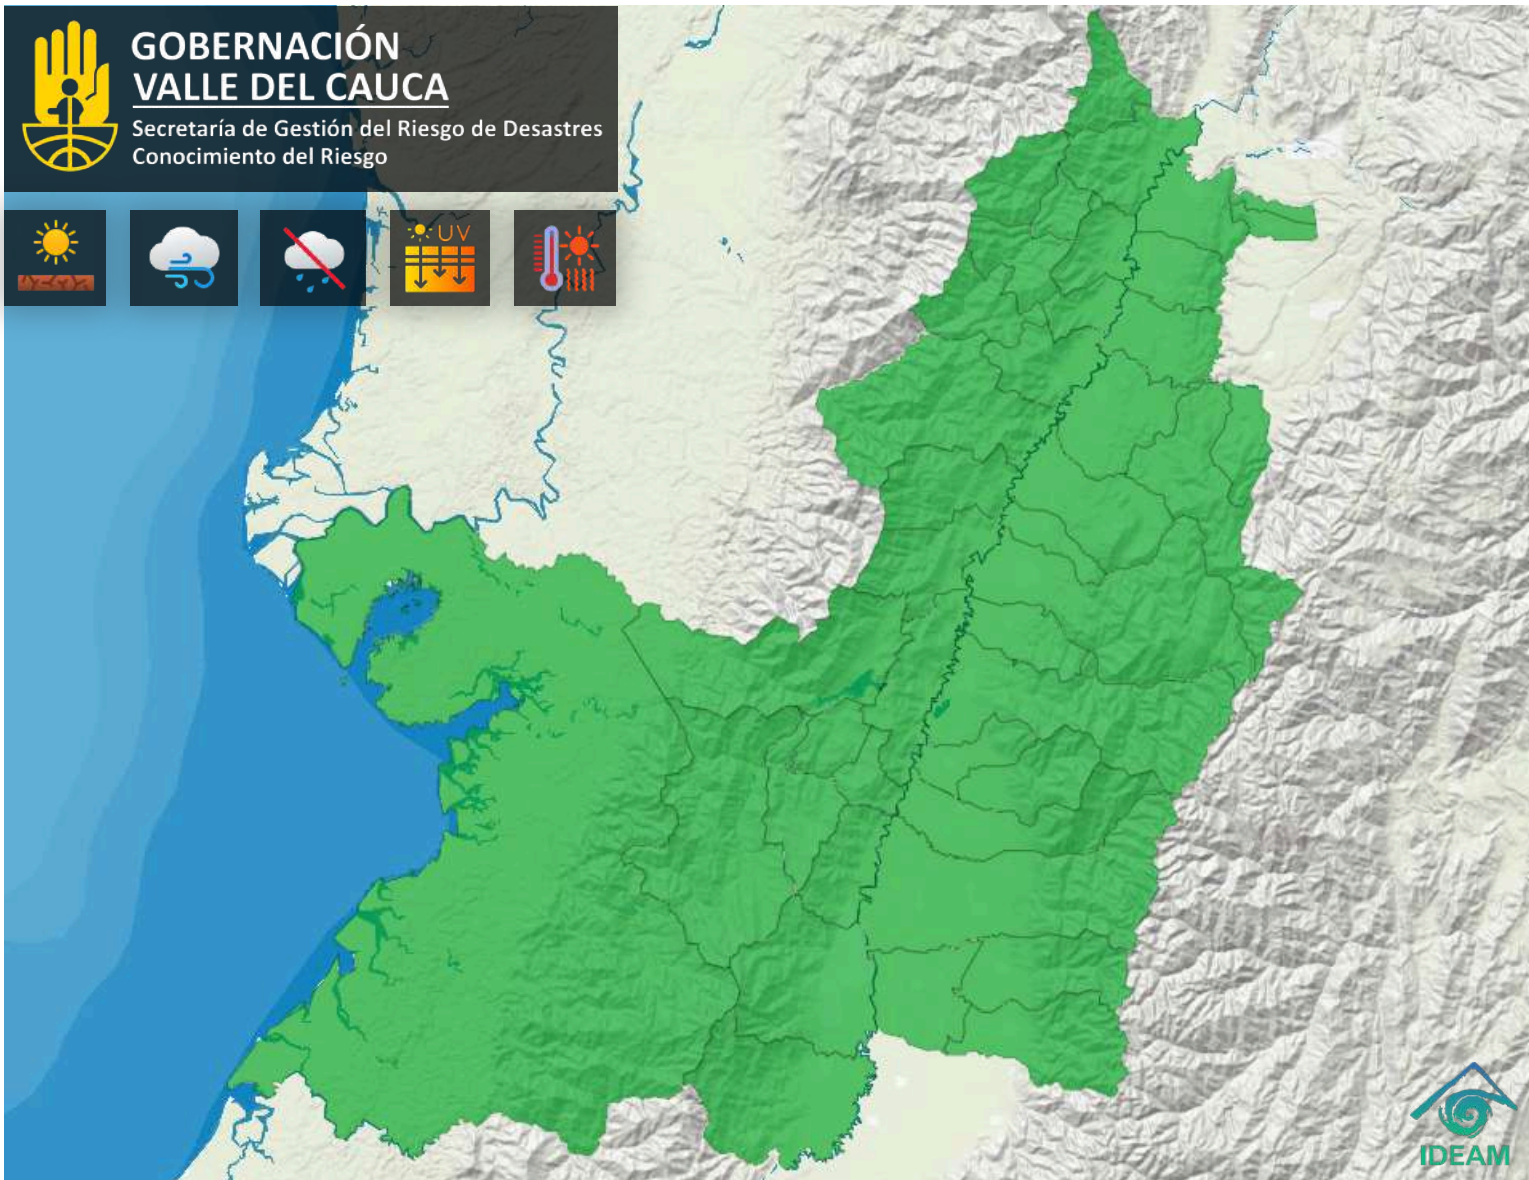 GOBERNACIÓN
VALLE DEL CAUCA
Secretaría de Gestión del Riesgo de Desastres
Conocimiento del Riesgo
UV
IDEAM